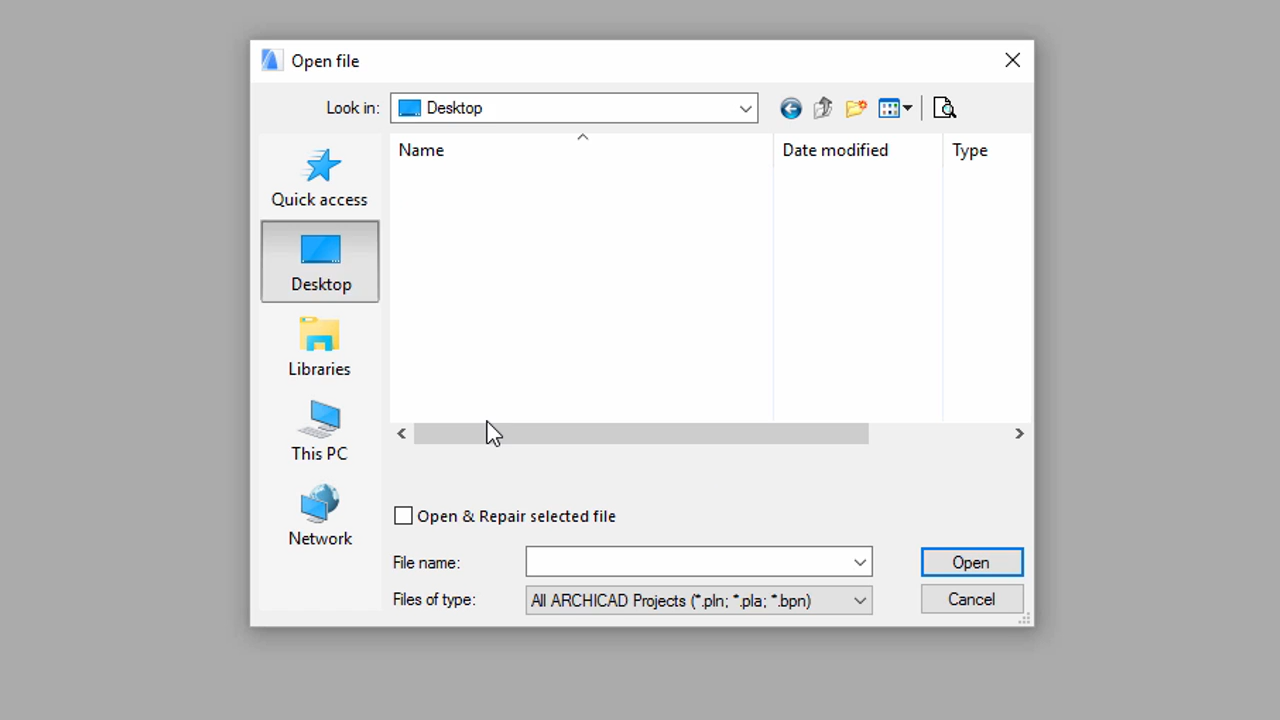 Open file
Look in: Desktop
Name Date modified Type
Quick access
Desktop
Libraries
This PC
Network
Open & Repair selected file
File name: Open
Files of type: All ARCHICAD Projects (*.pln; *.pla; *.bpn) Cancel